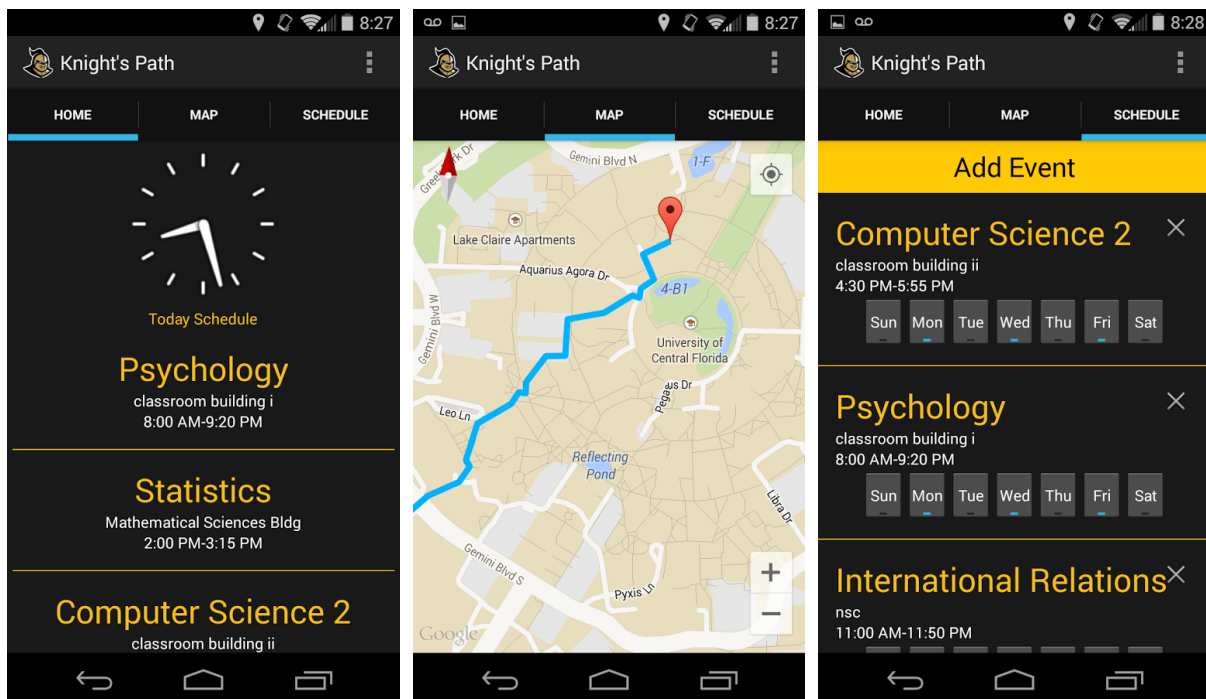 8:27
Knight's Path
HOME MAP SCHEDULE
Today Schedule
Psychology
classroom building i
8:00 AM-9:20 PM
Statistics
Mathematical Sciences Bldg
2:00 PM-3:15 PM
Computer Science 2
classroom building ii
8:27
Knight's Path
HOME MAP SCHEDULE
Gemini Blvd N
1-F
Lake Claire Apartments
Aquarius Agora Dr
4-B1
Gemini Blvd W
University of
Central Florida
Leo Ln
Reflecting
Pond
Libra Dr
Gemini Blvd S
Pyxis Ln
+
−
Google
8:28
Knight's Path
HOME MAP SCHEDULE
Add Event
Computer Science 2
classroom building ii
4:30 PM-5:55 PM
Sun Mon Tue Wed Thu Fri Sat
Psychology
classroom building i
8:00 AM-9:20 PM
Sun Mon Tue Wed Thu Fri Sat
International Relations
nsc
11:00 AM-11:50 PM